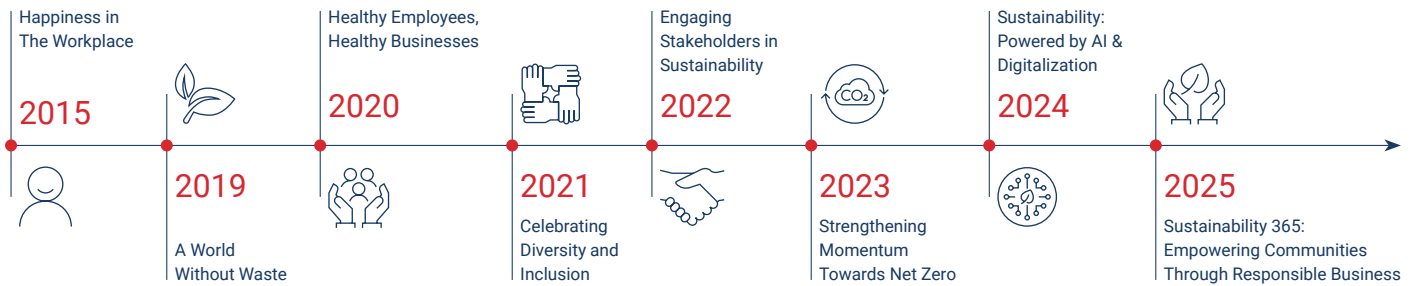 Happiness in
The Workplace
2015
2019
A World
Without Waste
Healthy Employees,
Healthy Businesses
2020
2021
Celebrating
Diversity and
Inclusion
Engaging
Stakeholders in
Sustainability
2022
CO2
2023
Strengthening
Momentum
Towards Net Zero
Sustainability:
Powered by AI &
Digitalization
2024
2025
Sustainability 365:
Empowering Communities
Through Responsible Business